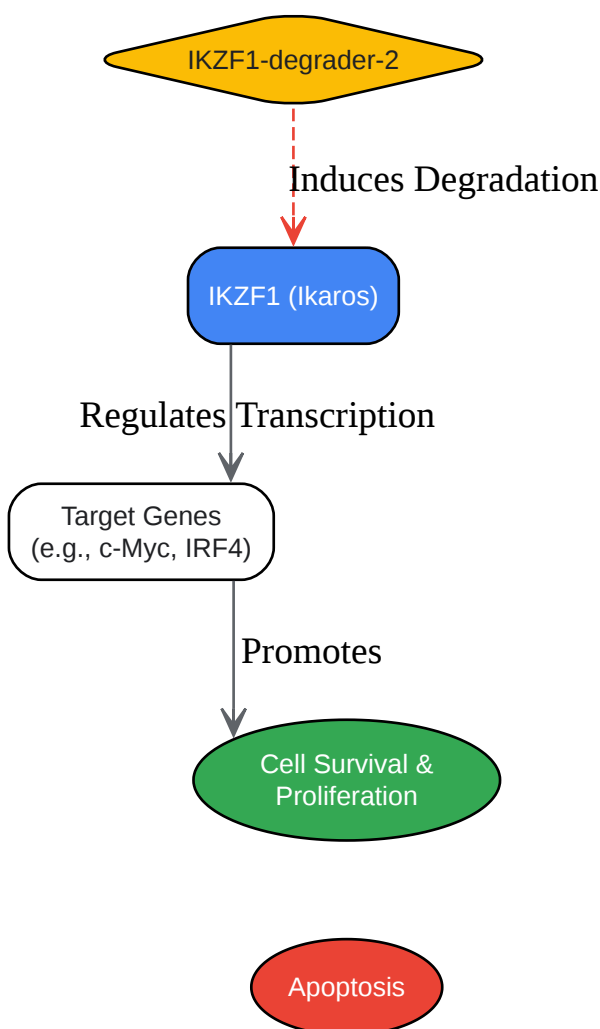 IKZF1-degrader-2
Induces Degradation
IKZF1 (Ikaros)
Regulates Transcription
Target Genes
(e.g., c-Myc, IRF4)
Promotes
Cell Survival &
Proliferation
Apoptosis